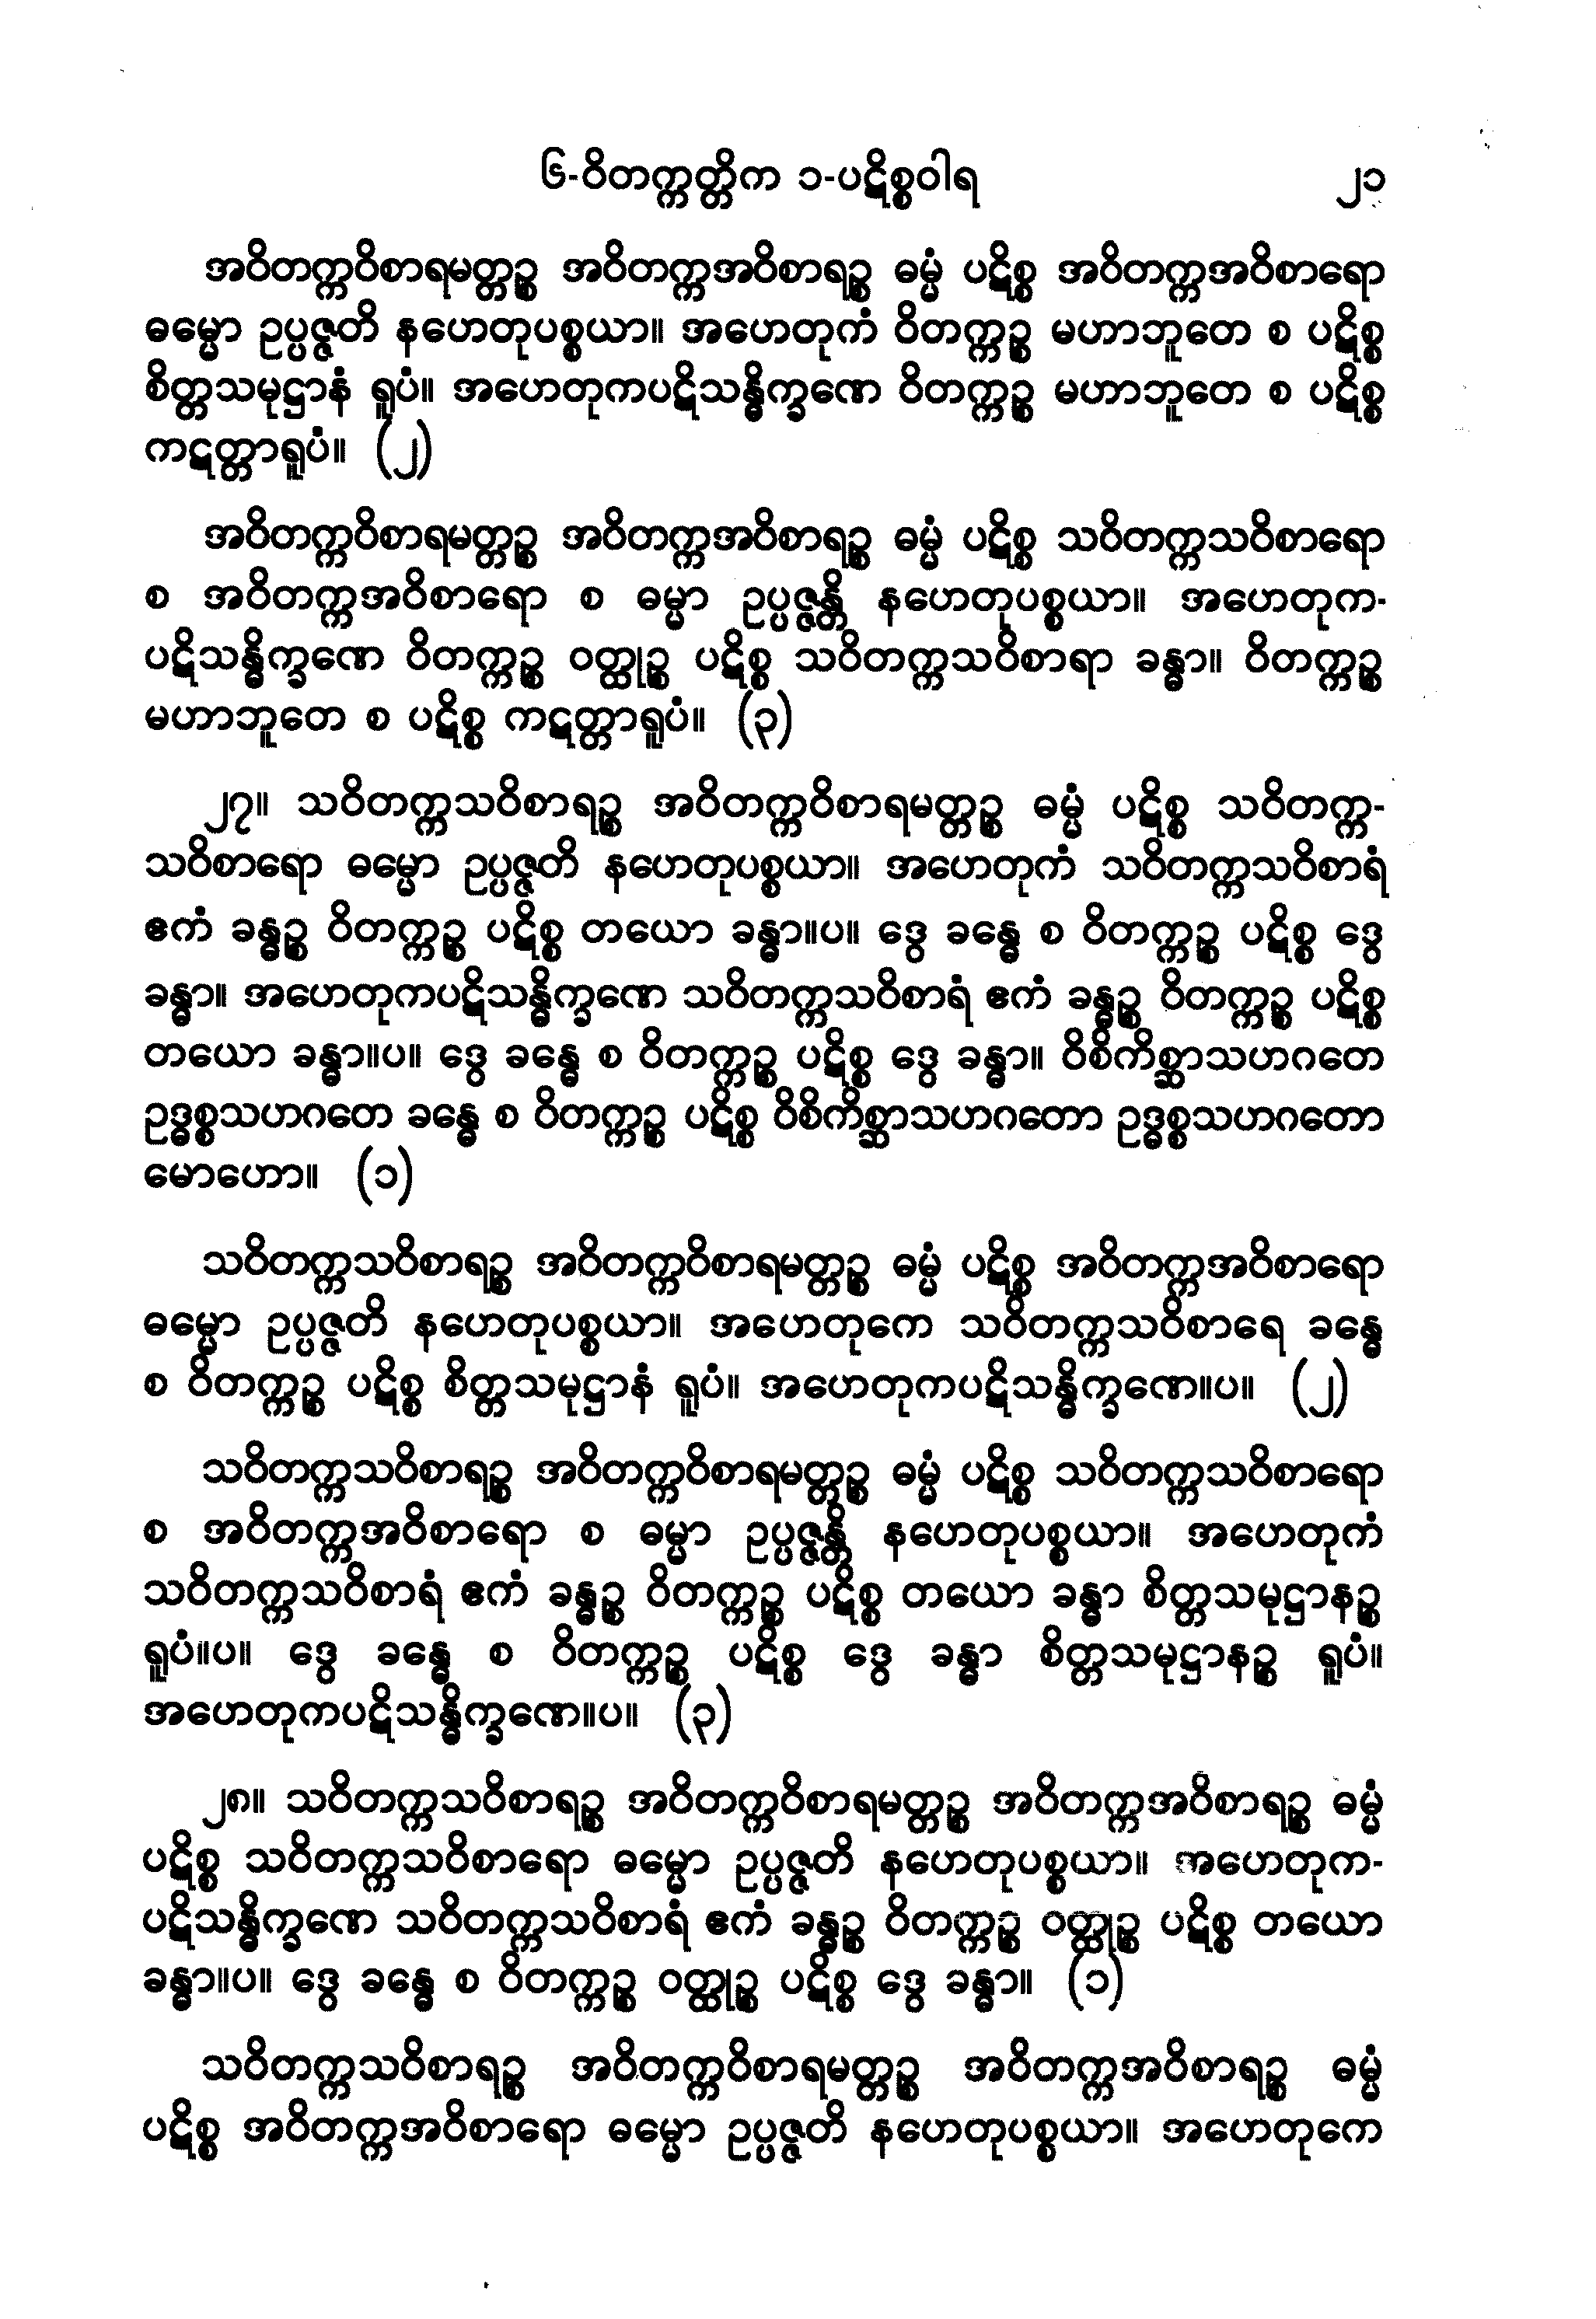 ၆-ဝိတက္ကတ္တိက ၁-ပဋိစ္စဝါရ ၂၁
အဝိတက္ကဝိစာရမတ္တဉ္စ အဝိတက္ကအဝိစာရဉ္စ ဓမ္မံ ပဋိစ္စ အဝိတက္ကအဝိစာရော
ဓမ္မော ဥပ္ပဇ္ဇတိ နဟေတုပစ္စယာ။ အဟေတုကံ ဝိတက္ကဉ္စ မဟာဘူတေ စ ပဋိစ္စ
စိတ္တသမုဋ္ဌာနံ ရူပံ။ အဟေတုကပဋိသန္ဓိက္ခဏေ ဝိတက္ကဉ္စ မဟာဘူတေ စ ပဋိစ္စ
ကဋတ္တာရူပံ။ (၂)
အဝိတက္ကဝိစာရမတ္တဉ္စ အဝိတက္ကအဝိစာရဉ္စ ဓမ္မံ ပဋိစ္စ သဝိတက္ကသဝိစာရော
စ အဝိတက္ကအဝိစာရော စ ဓမ္မာ ဥပ္ပဇ္ဇန္တိ နဟေတုပစ္စယာ။ အဟေတုက-
ပဋိသန္ဓိက္ခဏေ ဝိတက္ကဉ္စ ဝတ္ထုဉ္စ ပဋိစ္စ သဝိတက္ကသဝိစာရာ ခန္ဓာ။ ဝိတက္ကဉ္စ
မဟာဘူတေ စ ပဋိစ္စ ကဋတ္တာရူပံ။ (၃)
၂၇။ သဝိတက္ကသဝိစာရဉ္စ အဝိတက္ကဝိစာရမတ္တဉ္စ ဓမ္မံ ပဋိစ္စ သဝိတက္က-
သဝိစာရော ဓမ္မော ဥပ္ပဇ္ဇတိ နဟေတုပစ္စယာ။ အဟေတုကံ သဝိတက္ကသဝိစာရံ
ဧကံ ခန္ဓဉ္စ ဝိတက္ကဉ္စ ပဋိစ္စ တယော ခန္ဓာ။ပ။ ဒွေ ခန္ဓေ စ ဝိတက္ကဉ္စ ပဋိစ္စ ဒွေ
ခန္ဓာ။ အဟေတုကပဋိသန္ဓိက္ခဏေ သဝိတက္ကသဝိစာရံ ဧကံ ခန္ဓဉ္စ ဝိတက္ကဉ္စ ပဋိစ္စ
တယော ခန္ဓာ။ပ။ ဒွေ ခန္ဓေ စ ဝိတက္ကဉ္စ ပဋိစ္စ ဒွေ ခန္ဓာ။ ဝိစိကိစ္ဆာသဟဂတေ
ဥဒ္ဓစ္စသဟဂတေ ခန္ဓေ စ ဝိတက္ကဉ္စ ပဋိစ္စ ဝိစိကိစ္ဆာသဟဂတော ဥဒ္ဓစ္စသဟဂတော
မောဟော။ (၁)
သဝိတက္ကသဝိစာရဉ္စ အဝိတက္ကဝိစာရမတ္တဉ္စ ဓမ္မံ ပဋိစ္စ အဝိတက္ကအဝိစာရော
ဓမ္မော ဥပ္ပဇ္ဇတိ နဟေတုပစ္စယာ။ အဟေတုကေ သဝိတက္ကသဝိစာရေ ခန္ဓေ
စ ဝိတက္ကဉ္စ ပဋိစ္စ စိတ္တသမုဋ္ဌာနံ ရူပံ။ အဟေတုကပဋိသန္ဓိက္ခဏေ။ပ။ (၂)
သဝိတက္ကသဝိစာရဉ္စ အဝိတက္ကဝိစာရမတ္တဉ္စ ဓမ္မံ ပဋိစ္စ သဝိတက္ကသဝိစာရော
စ အဝိတက္ကအဝိစာရော စ ဓမ္မာ ဥပ္ပဇ္ဇန္တိ နဟေတုပစ္စယာ။ အဟေတုကံ
သဝိတက္ကသဝိစာရံ ဧကံ ခန္ဓဉ္စ ဝိတက္ကဉ္စ ပဋိစ္စ တယော ခန္ဓာ စိတ္တသမုဋ္ဌာနဉ္စ
ရူပံ။ပ။ ဒွေ ခန္ဓေ စ ဝိတက္ကဉ္စ ပဋိစ္စ ဒွေ ခန္ဓာ စိတ္တသမုဋ္ဌာနဉ္စ ရူပံ။
အဟေတုကပဋိသန္ဓိက္ခဏေ။ပ။ (၃)
၂၈။ သဝိတက္ကသဝိစာရဉ္စ အဝိတက္ကဝိစာရမတ္တဉ္စ အဝိတက္ကအဝိစာရဉ္စ ဓမ္မံ
ပဋိစ္စ သဝိတက္ကသဝိစာရော ဓမ္မော ဥပ္ပဇ္ဇတိ နဟေတုပစ္စယာ။ အဟေတုက-
ပဋိသန္ဓိက္ခဏေ သဝိတက္ကသဝိစာရံ ဧကံ ခန္ဓဉ္စ ဝိတက္ကဉ္စ ဝတ္ထုဉ္စ ပဋိစ္စ တယော
ခန္ဓာ။ပ။ ဒွေ ခန္ဓေ စ ဝိတက္ကဉ္စ ဝတ္ထုဉ္စ ပဋိစ္စ ဒွေ ခန္ဓာ။ (၁)
သဝိတက္ကသဝိစာရဉ္စ အဝိတက္ကဝိစာရမတ္တဉ္စ အဝိတက္ကအဝိစာရဉ္စ ဓမ္မံ
ပဋိစ္စ အဝိတက္ကအဝိစာရော ဓမ္မော ဥပ္ပဇ္ဇတိ နဟေတုပစ္စယာ။ အဟေတုကေ